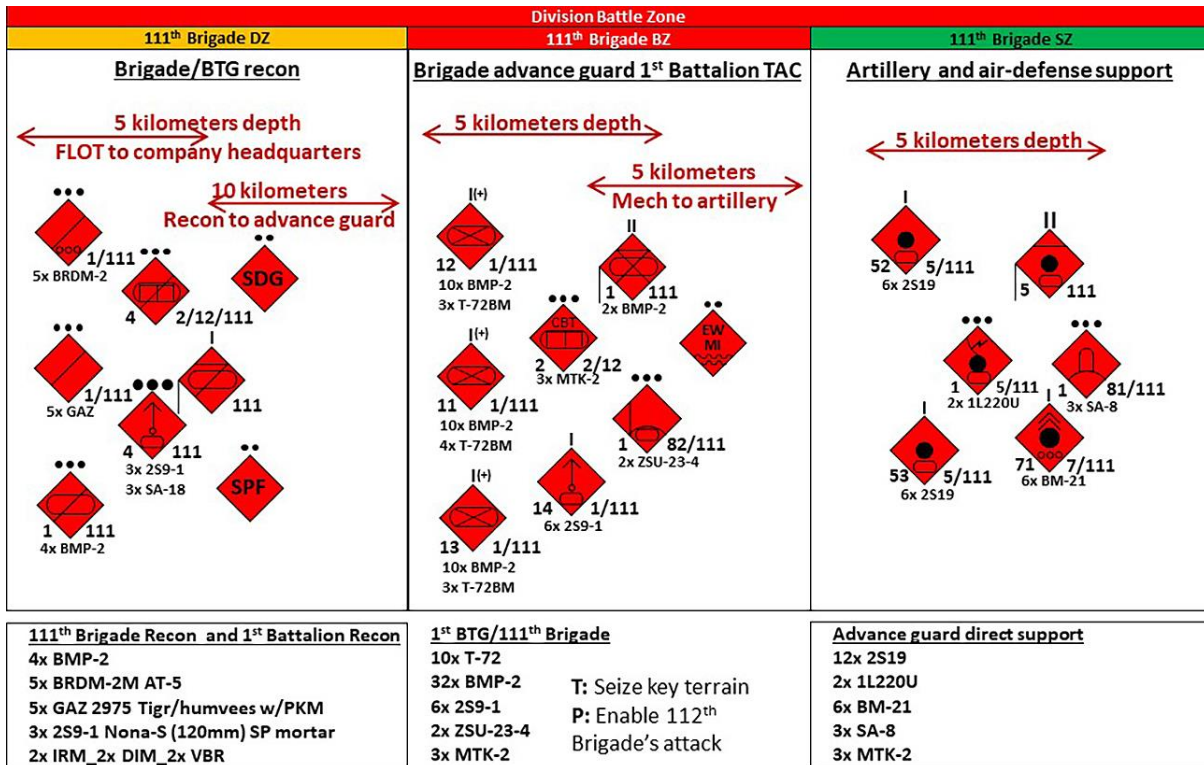 Division Battle Zone
111th Brigade DZ
111th Brigade BZ
111th Brigade SZ
Brigade/BTG recon
5 kilometers depth
FLOT to company headquarters
10 kilometers
Recon to advance guard
1/111
5x BRDM-2
4 2/12/111
SDG
1/111
5x GAZ
111
4 111
3x 2S9-1
3x SA-18
SPF
1 111
4x BMP-2
Brigade advance guard 1st Battalion TAC
5 kilometers depth
5 kilometers
Mech to artillery
I(+)
12 1/111
10x BMP-2
3x T-72BM
II
1 111
2x BMP-2
CBT
2 2/12
3x MTK-2
EW
MI
I(+)
11 1/111
10x BMP-2
4x T-72BM
1 82/111
2x ZSU-23-4
I
14 1/111
6x 2S9-1
I(+)
13 1/111
10x BMP-2
3x T-72BM
Artillery and air-defense support
5 kilometers depth
I
52 5/111
6x 2S19
II
5 111
1 5/111
2x 1L220U
1 81/111
3x SA-8
I
53 5/111
6x 2S19
I
71 7/111
6x BM-21
111th Brigade Recon and 1st Battalion Recon
4x BMP-2
5x BRDM-2M AT-5
5x GAZ 2975 Tigr/humvees w/PKM
3x 2S9-1 Nona-S (120mm) SP mortar
2x IRM_2x DIM_2x VBR
1st BTG/111th Brigade
10x T-72
32x BMP-2
6x 2S9-1
2x ZSU-23-4
3x MTK-2
T: Seize key terrain
P: Enable 112th
Brigade's attack
Advance guard direct support
12x 2S19
2x 1L220U
6x BM-21
3x SA-8
3x MTK-2